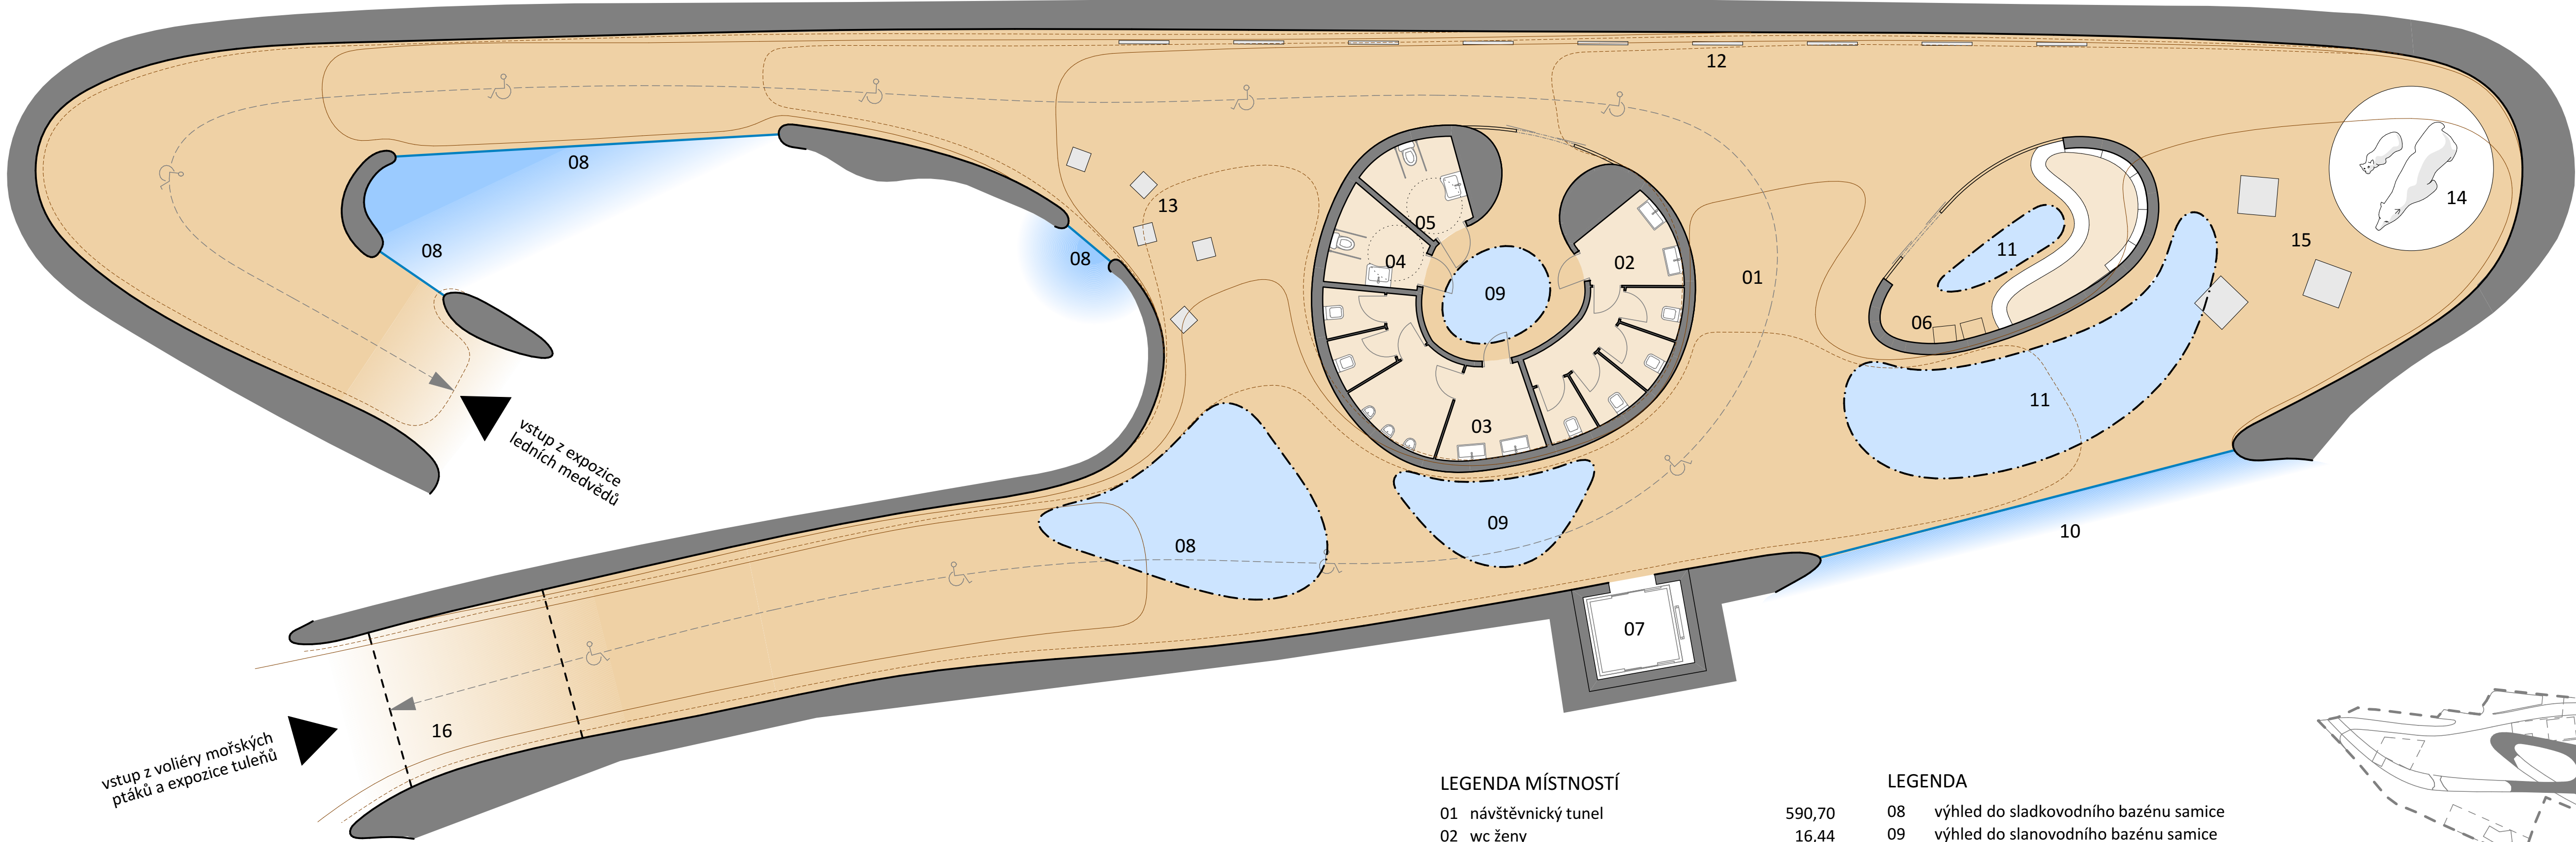 12
08
13
14
05
15
08
08
04
02
11
01
09
06
11
03
vstup z expozice
ledních medvědů
09
10
08
07
16
vstup z voliéry mořských
ptáků a expozice tuleňů
LEGENDA MÍSTNOSTÍ
01 návštěvnický tunel 590,70
02 wc ženy 16,44
LEGENDA
08 výhled do sladkovodního bazénu samice
09 výhled do slanovodního bazénu samice